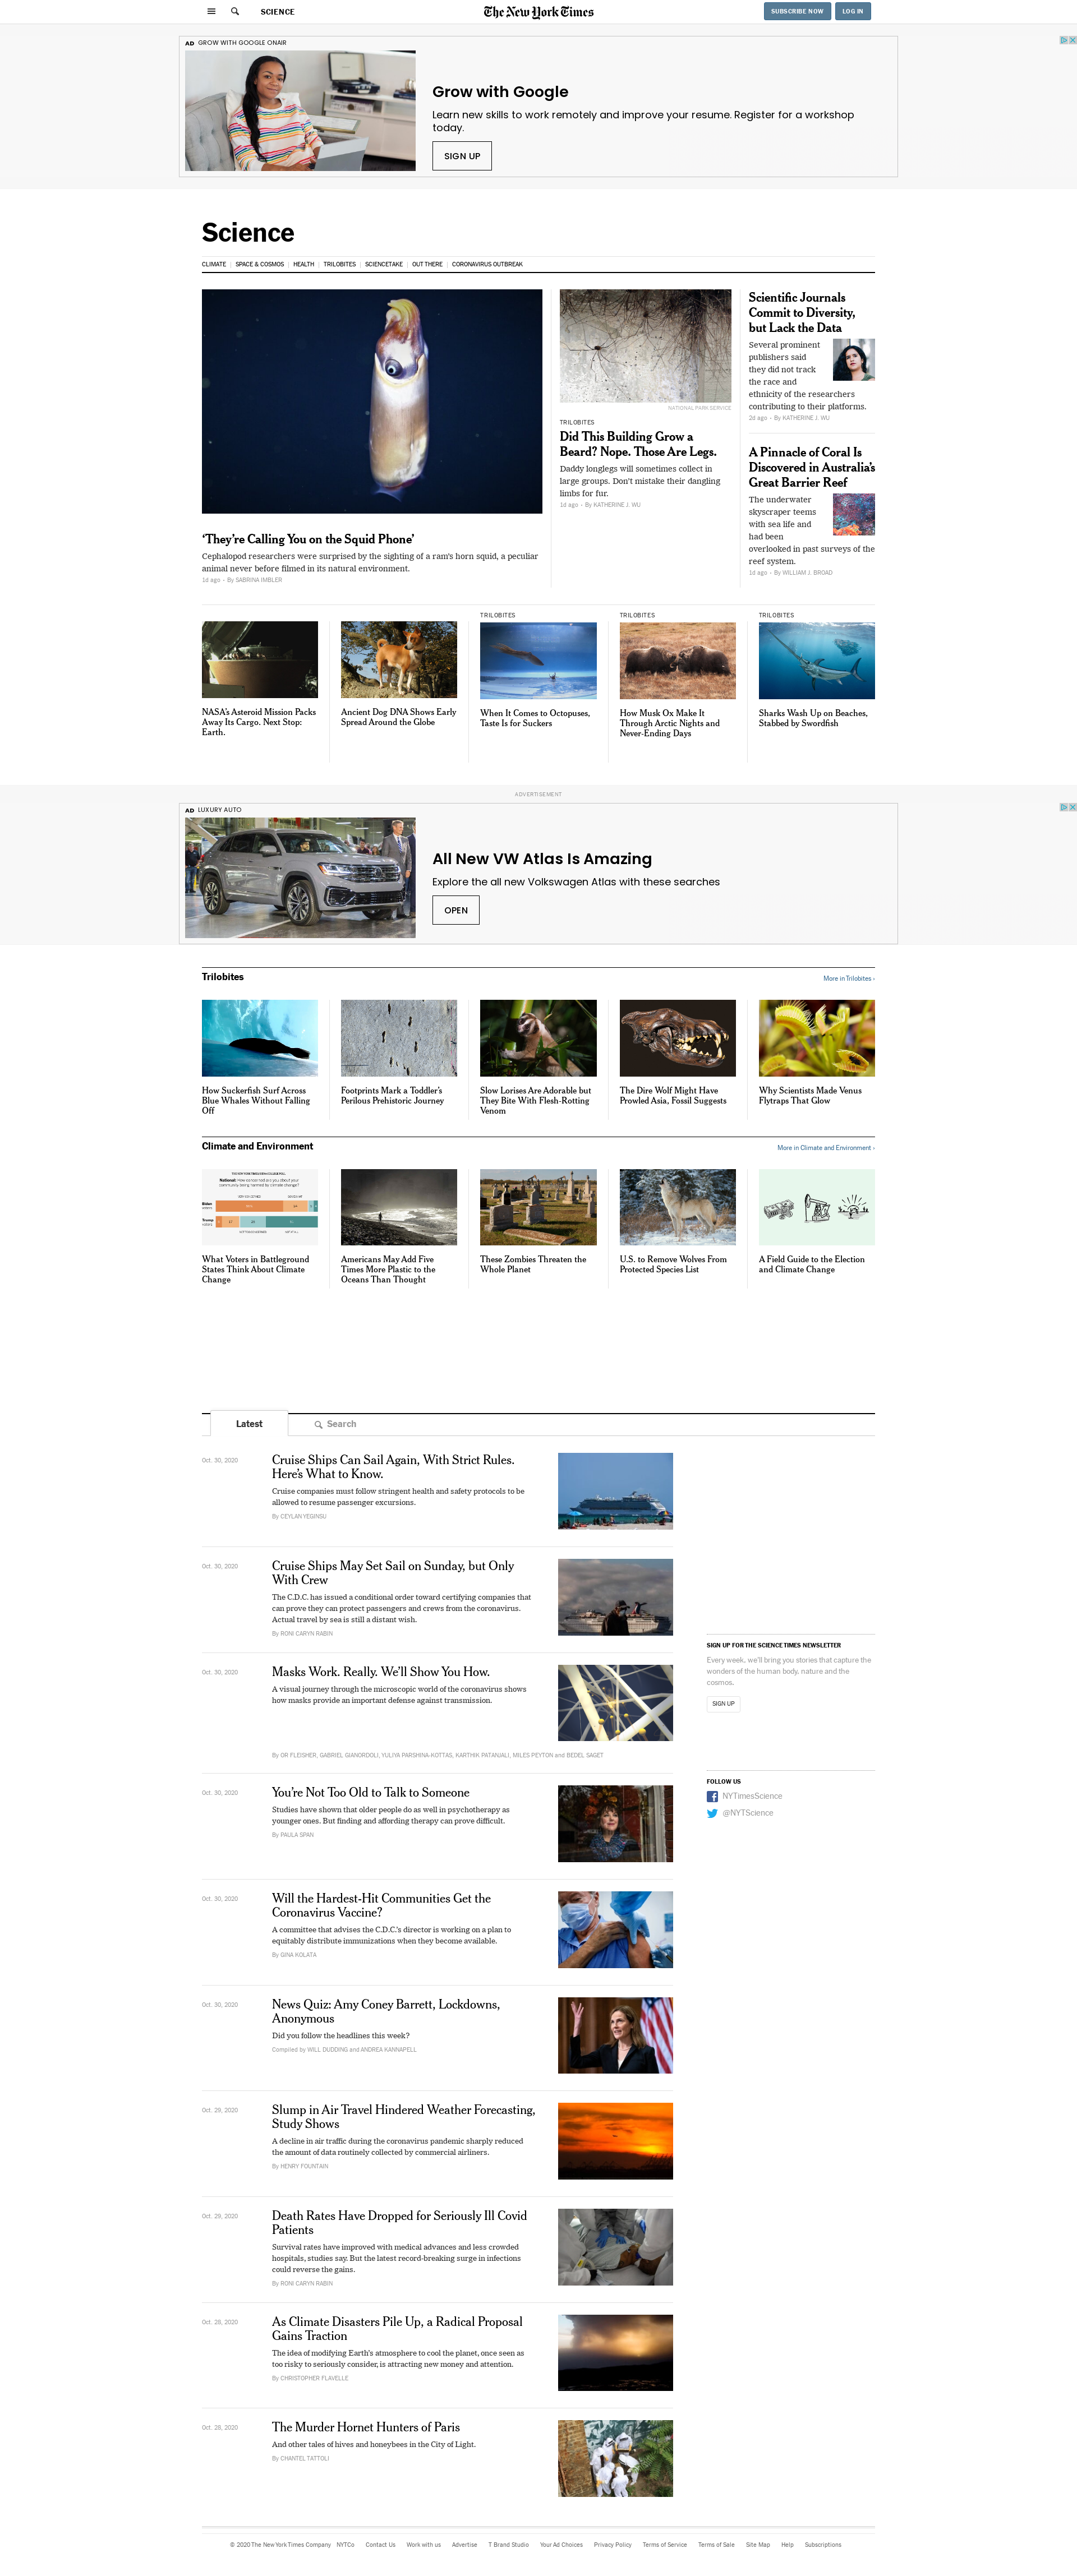 SCIENCE
The New York Times
SUBSCRIBE NOW
LOG IN
AD GROW WITH GOOGLE ONAIR
Grow with Google
Learn new skills to work remotely and improve your resume. Register for a workshop
today.
SIGN UP
Science
CLIMATE | SPACE & COSMOS | HEALTH | TRILOBITES | SCIENCETAKE | OUT THERE | CORONAVIRUS OUTBREAK
‘They’re Calling You on the Squid Phone’
Cephalopod researchers were surprised by the sighting of a ram’s horn squid, a peculiar
animal never before filmed in its natural environment.
1d ago · By SABRINA IMBLER
NATIONAL PARK SERVICE
TRILOBITES
Did This Building Grow a
Beard? Nope. Those Are Legs.
Daddy longlegs will sometimes collect in
large groups. Don’t mistake their dangling
limbs for fur.
1d ago · By KATHERINE J. WU
Scientific Journals
Commit to Diversity,
but Lack the Data
Several prominent
publishers said
they did not track
the race and
ethnicity of the researchers
contributing to their platforms.
2d ago · By KATHERINE J. WU
A Pinnacle of Coral Is
Discovered in Australia’s
Great Barrier Reef
The underwater
skyscraper teems
with sea life and
had been
overlooked in past surveys of the
reef system.
1d ago · By WILLIAM J. BROAD
NASA’s Asteroid Mission Packs
Away Its Cargo. Next Stop:
Earth.
Ancient Dog DNA Shows Early
Spread Around the Globe
TRILOBITES
When It Comes to Octopuses,
Taste Is for Suckers
TRILOBITES
How Musk Ox Make It
Through Arctic Nights and
Never-Ending Days
TRILOBITES
Sharks Wash Up on Beaches,
Stabbed by Swordfish
ADVERTISEMENT
AD LUXURY AUTO
All New VW Atlas Is Amazing
Explore the all new Volkswagen Atlas with these searches
OPEN
Trilobites
More in Trilobites ›
How Suckerfish Surf Across
Blue Whales Without Falling
Off
Footprints Mark a Toddler’s
Perilous Prehistoric Journey
Slow Lorises Are Adorable but
They Bite With Flesh-Rotting
Venom
The Dire Wolf Might Have
Prowled Asia, Fossil Suggests
Why Scientists Made Venus
Flytraps That Glow
Climate and Environment
More in Climate and Environment ›
What Voters in Battleground
States Think About Climate
Change
Americans May Add Five
Times More Plastic to the
Oceans Than Thought
These Zombies Threaten the
Whole Planet
U.S. to Remove Wolves From
Protected Species List
A Field Guide to the Election
and Climate Change
Latest
Search
Oct. 30, 2020
Cruise Ships Can Sail Again, With Strict Rules.
Here’s What to Know.
Cruise companies must follow stringent health and safety protocols to be
allowed to resume passenger excursions.
By CEYLAN YEGINSU
Oct. 30, 2020
Cruise Ships May Set Sail on Sunday, but Only
With Crew
The C.D.C. has issued a conditional order toward certifying companies that
can prove they can protect passengers and crews from the coronavirus.
Actual travel by sea is still a distant wish.
By RONI CARYN RABIN
Oct. 30, 2020
Masks Work. Really. We’ll Show You How.
A visual journey through the microscopic world of the coronavirus shows
how masks provide an important defense against transmission.
By OR FLEISHER, GABRIEL GIANORDOLI, YULIYA PARSHINA-KOTTAS, KARTHIK PATANJALI, MILES PEYTON and BEDEL SAGET
Oct. 30, 2020
You’re Not Too Old to Talk to Someone
Studies have shown that older people do as well in psychotherapy as
younger ones. But finding and affording therapy can prove difficult.
By PAULA SPAN
Oct. 30, 2020
Will the Hardest-Hit Communities Get the
Coronavirus Vaccine?
A committee that advises the C.D.C.’s director is working on a plan to
equitably distribute immunizations when they become available.
By GINA KOLATA
Oct. 30, 2020
News Quiz: Amy Coney Barrett, Lockdowns,
Anonymous
Did you follow the headlines this week?
Compiled by WILL DUDDING and ANDREA KANNAPELL
Oct. 29, 2020
Slump in Air Travel Hindered Weather Forecasting,
Study Shows
A decline in air traffic during the coronavirus pandemic sharply reduced
the amount of data routinely collected by commercial airliners.
By HENRY FOUNTAIN
Oct. 29, 2020
Death Rates Have Dropped for Seriously Ill Covid
Patients
Survival rates have improved with medical advances and less crowded
hospitals, studies say. But the latest record-breaking surge in infections
could reverse the gains.
By RONI CARYN RABIN
Oct. 28, 2020
As Climate Disasters Pile Up, a Radical Proposal
Gains Traction
The idea of modifying Earth’s atmosphere to cool the planet, once seen as
too risky to seriously consider, is attracting new money and attention.
By CHRISTOPHER FLAVELLE
Oct. 28, 2020
The Murder Hornet Hunters of Paris
And other tales of hives and honeybees in the City of Light.
By CHANTEL TATTOLI
SIGN UP FOR THE SCIENCE TIMES NEWSLETTER
Every week, we’ll bring you stories that capture the
wonders of the human body, nature and the
cosmos.
SIGN UP
FOLLOW US
NYTimesScience
@NYTScience
© 2020 The New York Times Company NYTCo Contact Us Work with us Advertise T Brand Studio Your Ad Choices Privacy Policy Terms of Service Terms of Sale Site Map Help Subscriptions